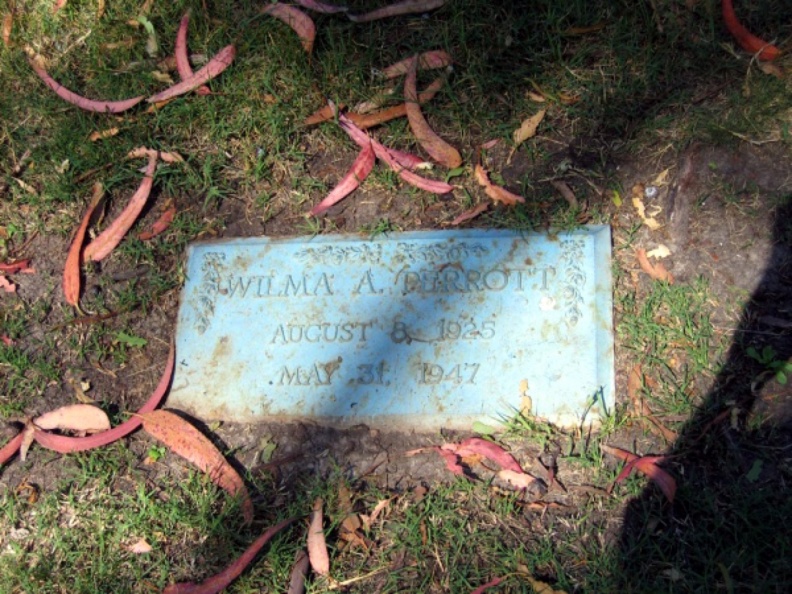 WILMA A. PERROTT
AUGUST 8, 1925
MAY 31, 1947